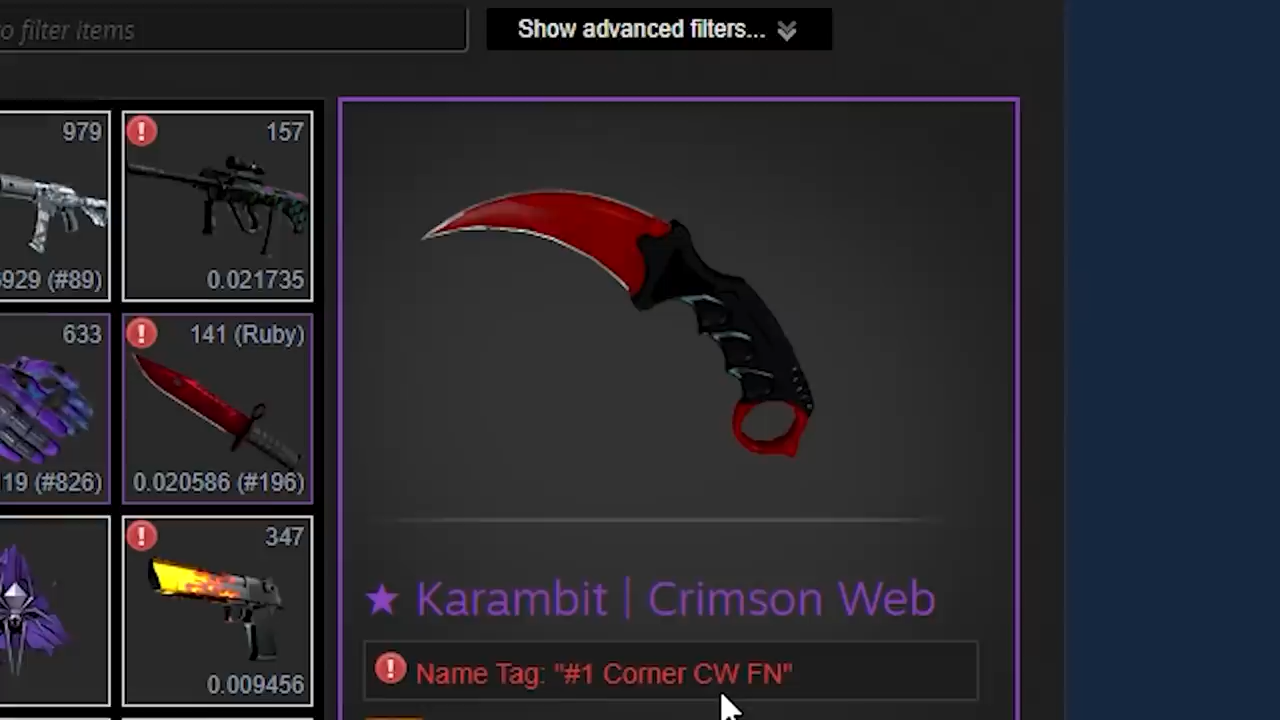 o filter items
Show advanced filters...
979
157
6929 (#89)
0.021735
633
141 (Ruby)
19 (#826)
0.020586 (#196)
347
0.009456
★ Karambit | Crimson Web
Name Tag: "#1 Corner CW FN"